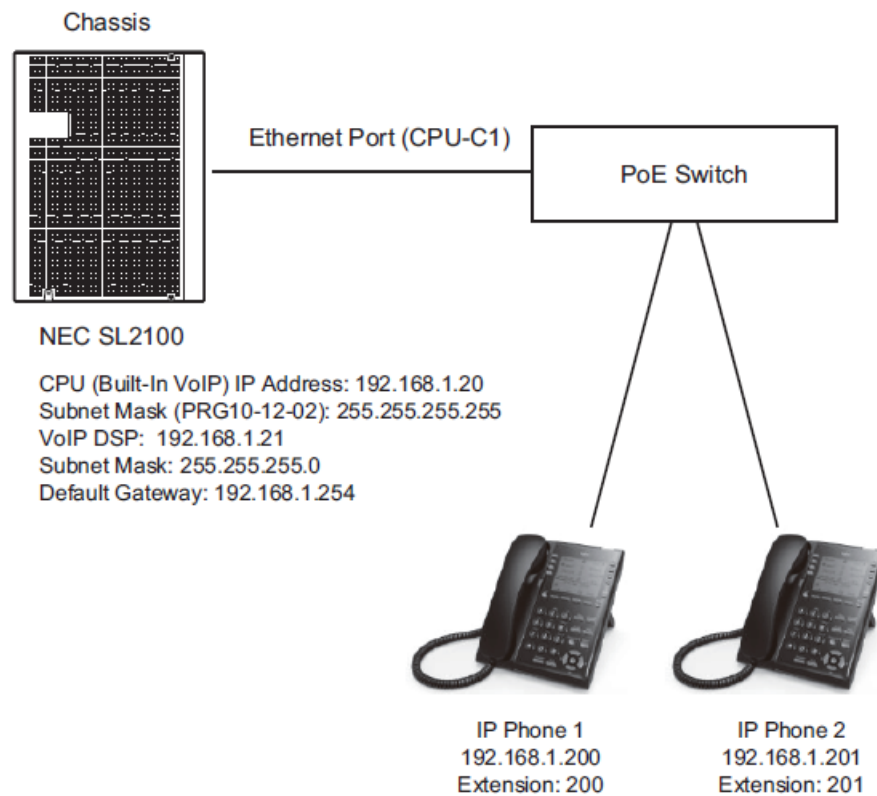 Chassis
Ethernet Port (CPU-C1)
PoE Switch
NEC SL2100
CPU (Built-In VoIP) IP Address: 192.168.1.20
Subnet Mask (PRG10-12-02): 255.255.255.255
VoIP DSP: 192.168.1.21
Subnet Mask: 255.255.255.0
Default Gateway: 192.168.1.254
IP Phone 1
192.168.1.200
Extension: 200
IP Phone 2
192.168.1.201
Extension: 201